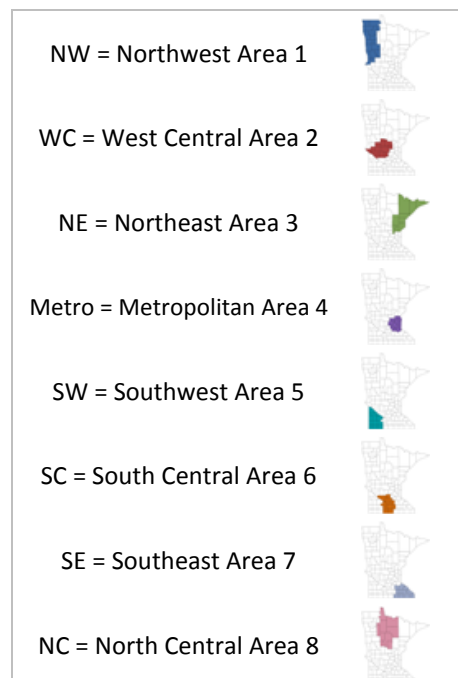 NW = Northwest Area 1
WC = West Central Area 2
NE = Northeast Area 3
Metro = Metropolitan Area 4
SW = Southwest Area 5
SC = South Central Area 6
SE = Southeast Area 7
NC = North Central Area 8